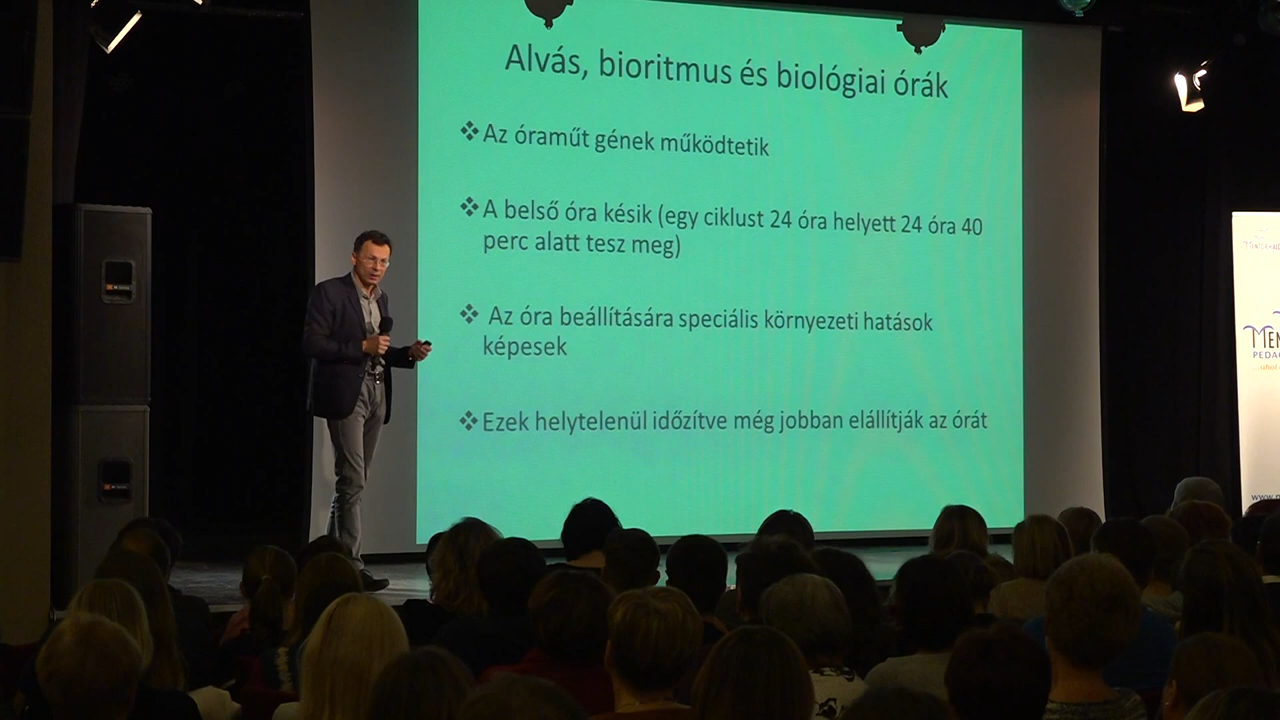 Alvás, bioritmus és biológiai órák
Az óraműt gének működtetik
A belső óra késik (egy ciklust 24 óra helyett 24 óra 40
perc alatt tesz meg)
Az óra beállítására speciális környezeti hatások
képesek
Ezek helytelenül időzítve még jobban elállítják az órát